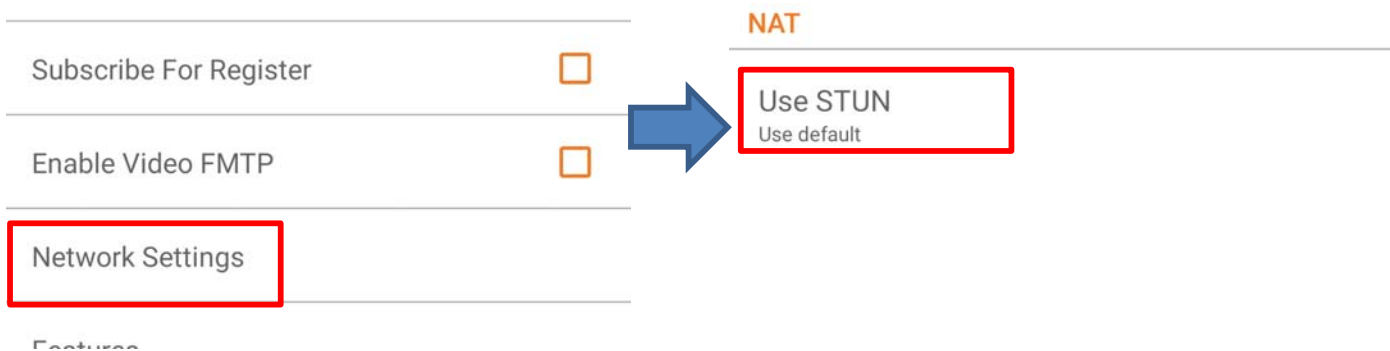 Subscribe For Register
Enable Video FMTP
Network Settings
NAT
Use STUN
Use default